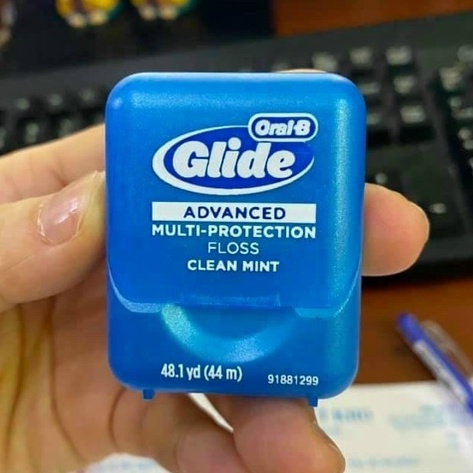 Oral-B
Glide
ADVANCED
MULTI-PROTECTION
FLOSS
CLEAN MINT
48.1 yd (44 m)
91881299